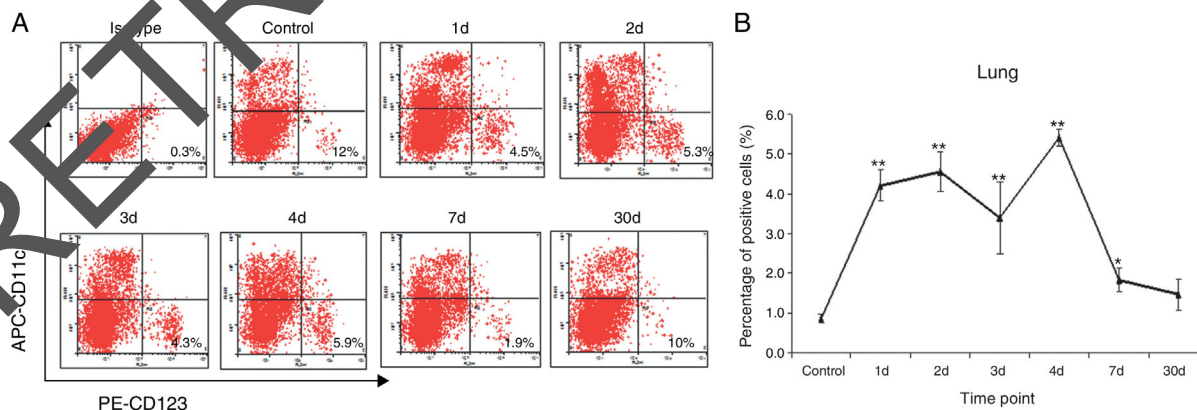 A
B
Isotype
Control
1d
2d
0.3%
12%
4.5%
5.3%
3d
4d
7d
30d
4.3%
5.9%
1.9%
10%
APC-CD11c
PE-CD123
Lung
Percentage of positive cells (%)
6.0
5.0
4.0
3.0
2.0
1.0
0.0
**
**
**
**
*
Control
1d
2d
3d
4d
7d
30d
Time point
RETR